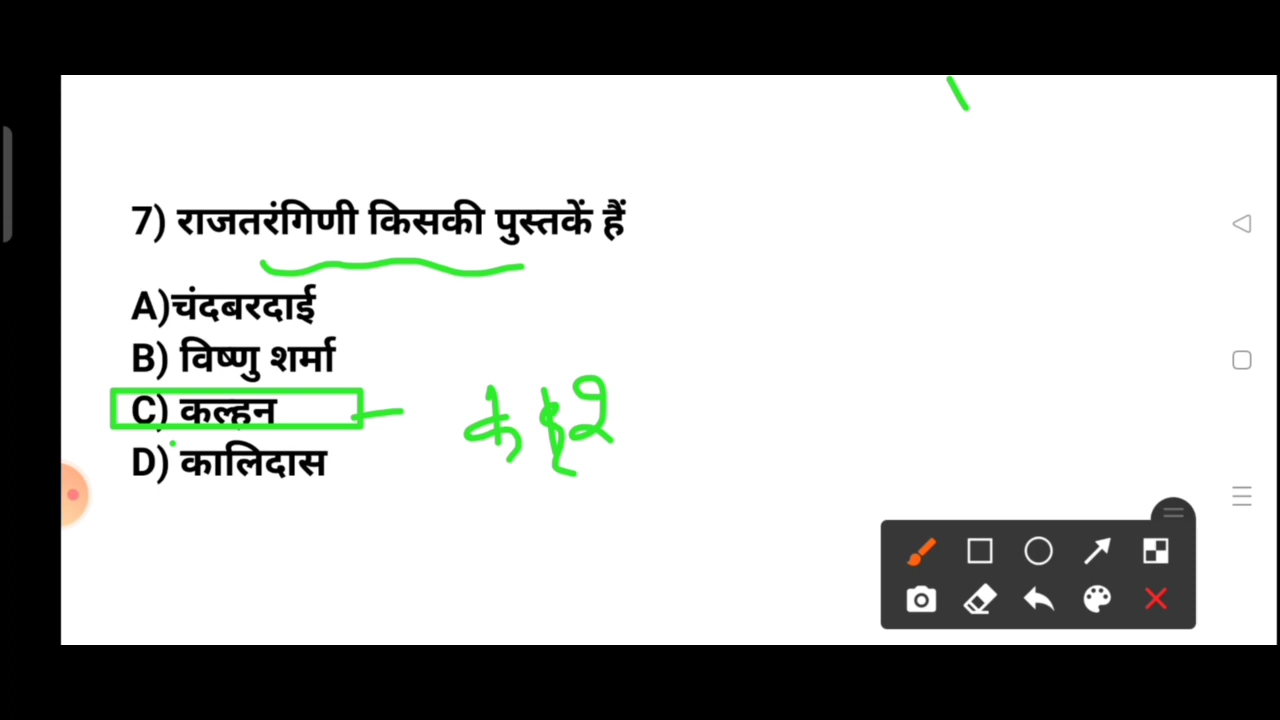 7) राजतरंगिणी किसकी पुस्तकें हैं
A)चंदबरदाई
B) विष्णु शर्मा
C) कल्हन
D) कालिदास